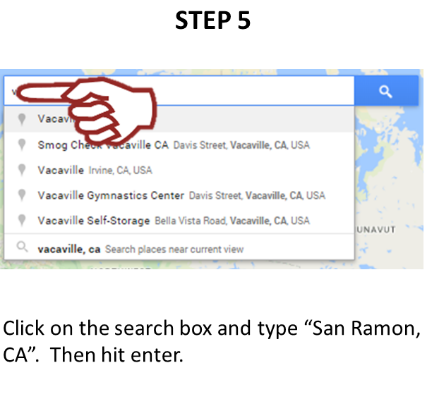 STEP 5
v
Smog Check Vacaville CA Davis Street, Vacaville, CA, USA
Vacaville Irvine, CA, USA
Vacaville Gymnastics Center Davis Street, Vacaville, CA, USA
Vacaville Self-Storage Bella Vista Road, Vacaville, CA, USA
UNAVUT
vacaville, ca Search places near current view
Click on the search box and type “San Ramon,
CA”. Then hit enter.